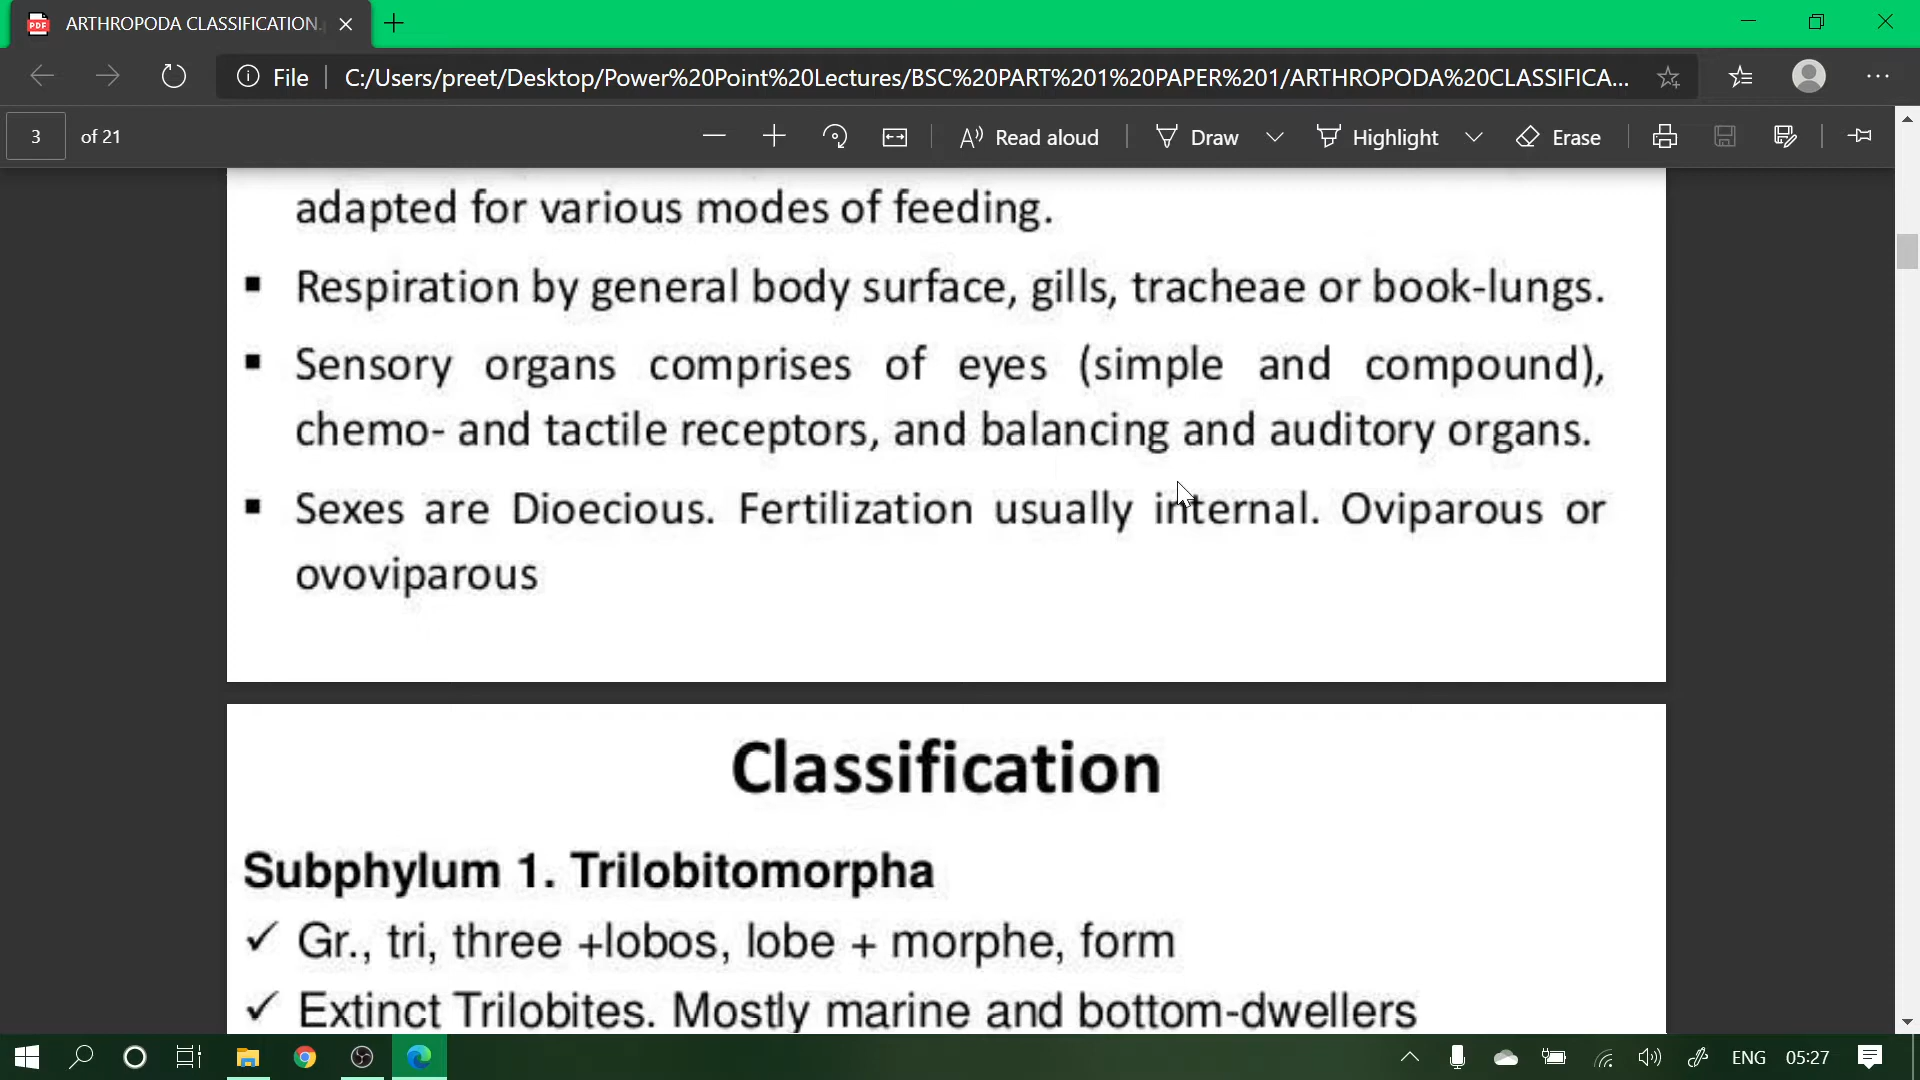 ARTHROPODA CLASSIFICATION.
File
C:/Users/preet/Desktop/Power%20Point%20Lectures/BSC%20PART%201%20PAPER%201/ARTHROPODA%20CLASSIFICA...
3 of 21
Read aloud
Draw
Highlight
Erase
adapted for various modes of feeding.
▪ Respiration by general body surface, gills, tracheae or book-lungs.
▪ Sensory organs comprises of eyes (simple and compound),
chemo- and tactile receptors, and balancing and auditory organs.
▪ Sexes are Dioecious. Fertilization usually internal. Oviparous or
ovoviparous
Classification
Subphylum 1. Trilobitomorpha
✓ Gr., tri, three +lobos, lobe + morphe, form
✓ Extinct Trilobites. Mostly marine and bottom-dwellers
ENG 05:27